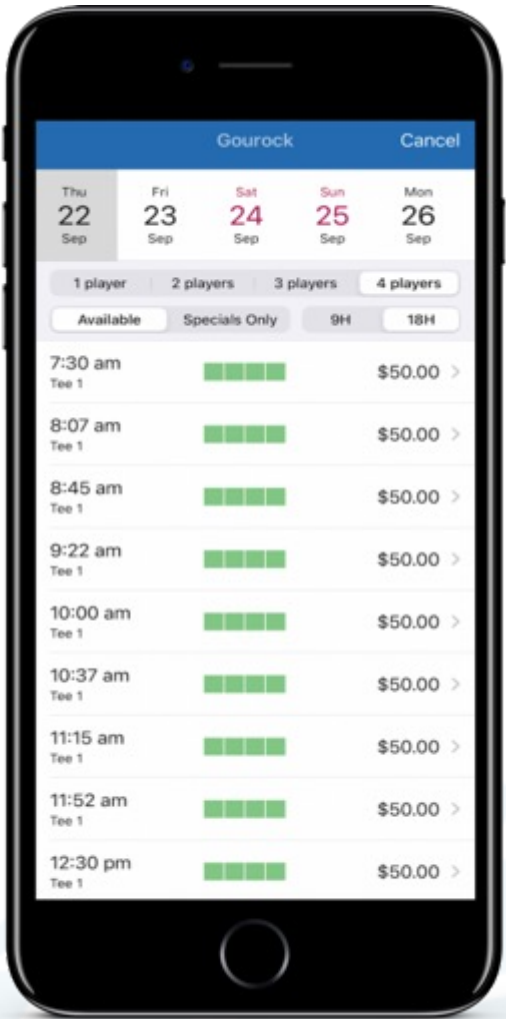 Gourock Cancel
Thu Fri Sat Sun Mon
22 23 24 25 26
Sep Sep Sep Sep Sep
1 player 2 players 3 players 4 players
Available Specials Only 9H 18H
7:30 am
Tee 1
$50.00 >
8:07 am
Tee 1
$50.00 >
8:45 am
Tee 1
$50.00 >
9:22 am
Tee 1
$50.00 >
10:00 am
Tee 1
$50.00 >
10:37 am
Tee 1
$50.00 >
11:15 am
Tee 1
$50.00 >
11:52 am
Tee 1
$50.00 >
12:30 pm
Tee 1
$50.00 >